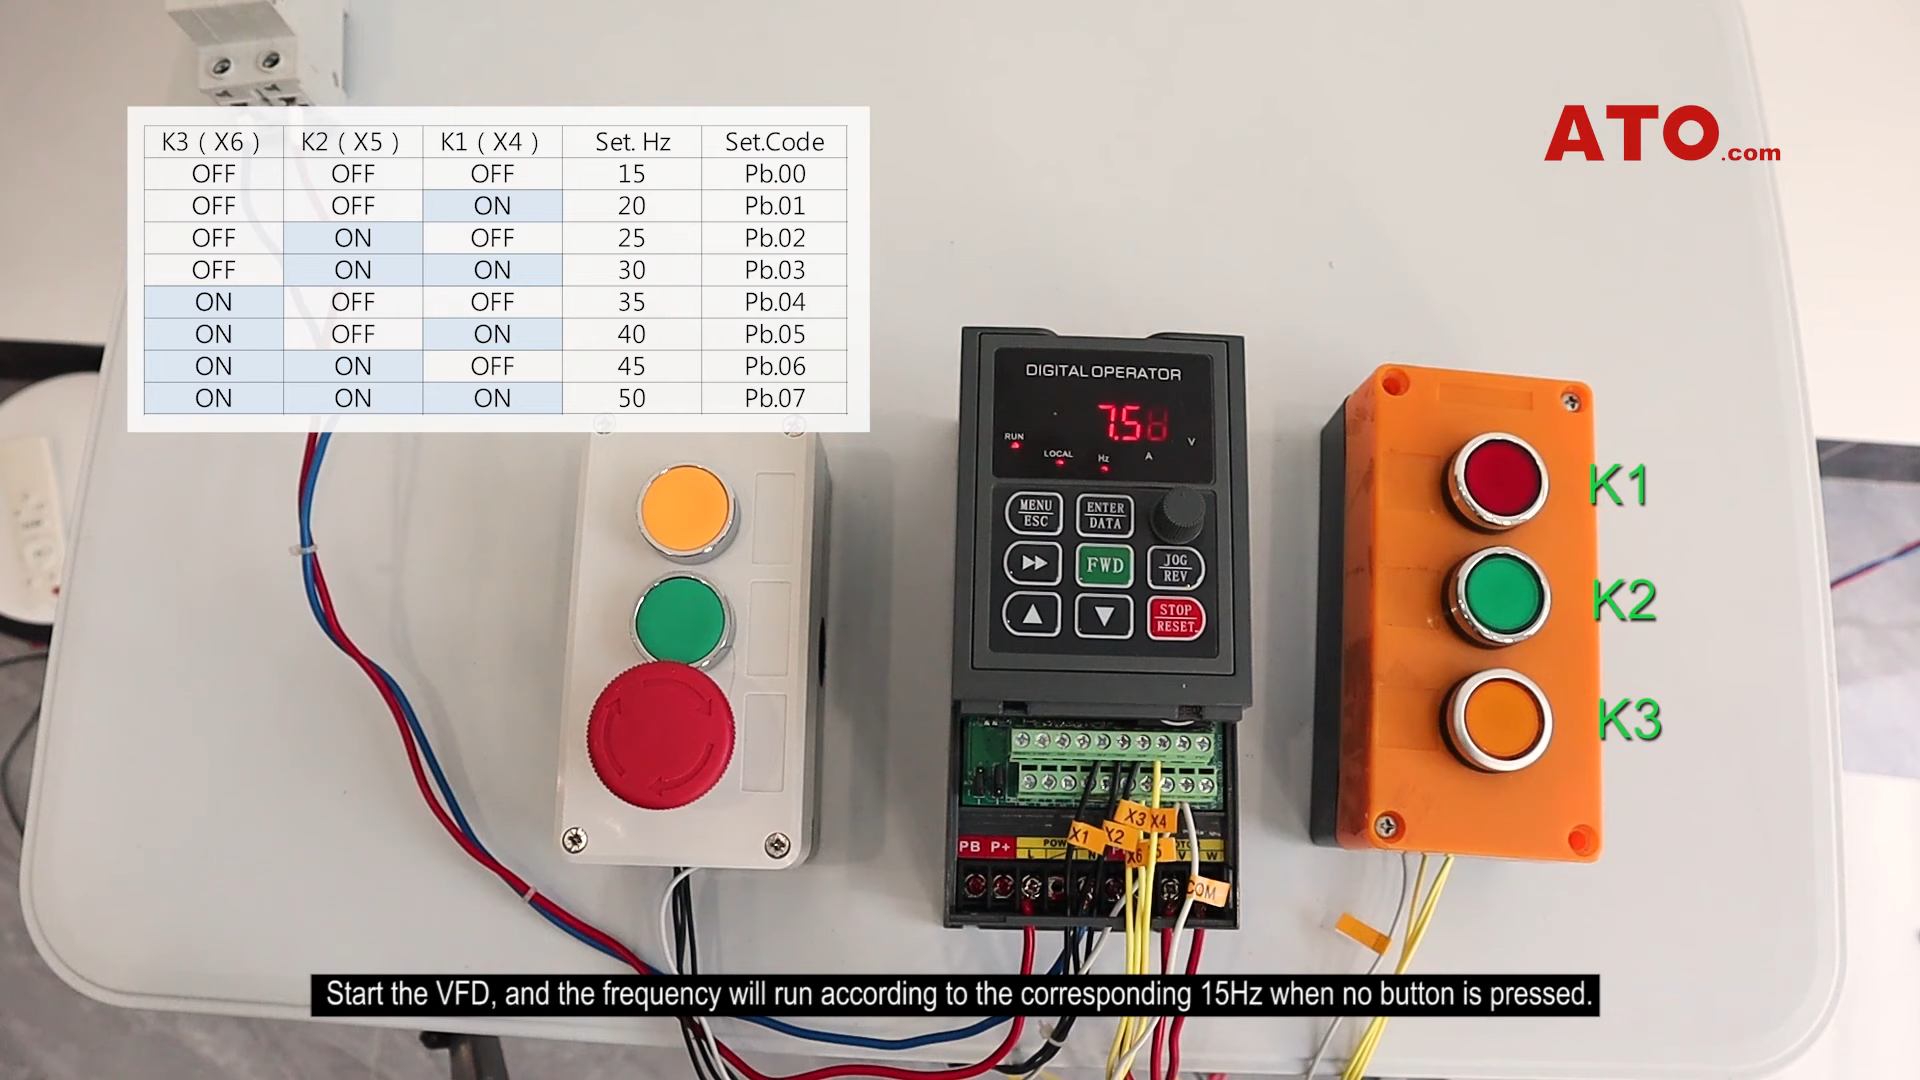 K3 ( X6 ) K2 ( X5 ) K1 ( X4 ) Set. Hz Set.Code
OFF OFF OFF 15 Pb.00
OFF OFF ON 20 Pb.01
OFF ON OFF 25 Pb.02
OFF ON ON 30 Pb.03
ON OFF OFF 35 Pb.04
ON OFF ON 40 Pb.05
ON ON OFF 45 Pb.06
ON ON ON 50 Pb.07
ATO.com
DIGITAL OPERATOR
RUN
LOCAL
Hz
A
V
MENU
ESC
ENTER
DATA
FWD
JOG
REV
STOP
RESET
K1
K2
K3
X3 X4
X1 X2
X6
PB P+
L
V W
COM
Start the VFD, and the frequency will run according to the corresponding 15Hz when no button is pressed.